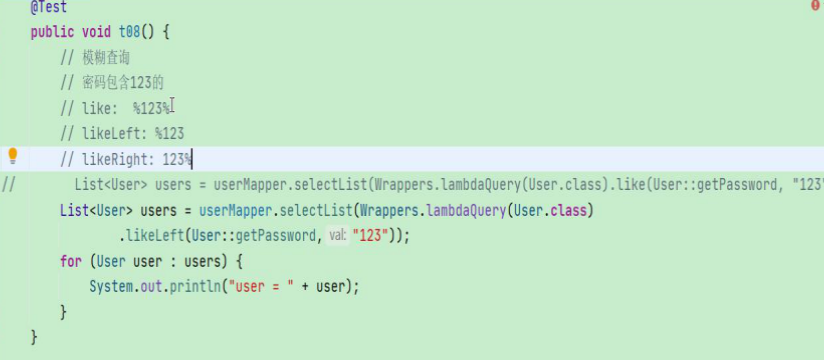 @Test
public void t08() {
// 模糊查询
// 密码包含123的
// like:  %123%
// likeLeft: %123
// likeRight: 123%
//      List<User> users = userMapper.selectList(Wrappers.lambdaQuery(User.class).like(User::getPassword, "123"
List<User> users = userMapper.selectList(Wrappers.lambdaQuery(User.class)
.likeLeft(User::getPassword, val: "123"));
for (User user : users) {
System.out.println("user = " + user);
}
}